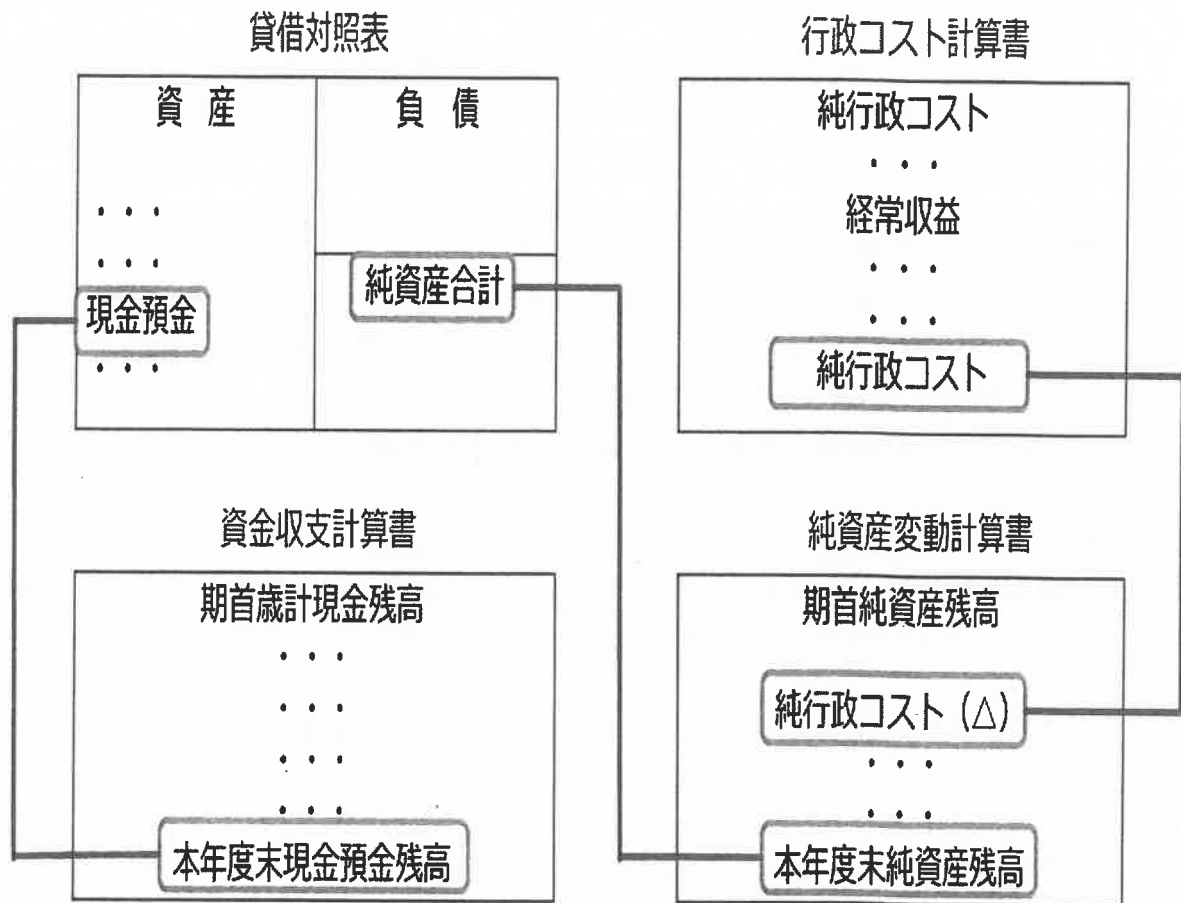 貸借対照表
資産
負債
・・・
・・・
純資産合計
現金預金
・・・
行政コスト計算書
純行政コスト
・・・
経常収益
・・・
・・・
純行政コスト
資金収支計算書
期首歳計現金残高
・・・
・・・
・・・
・・・
本年度末現金預金残高
純資産変動計算書
期首純資産残高
純行政コスト(△)
・・・
・・・
本年度末純資産残高